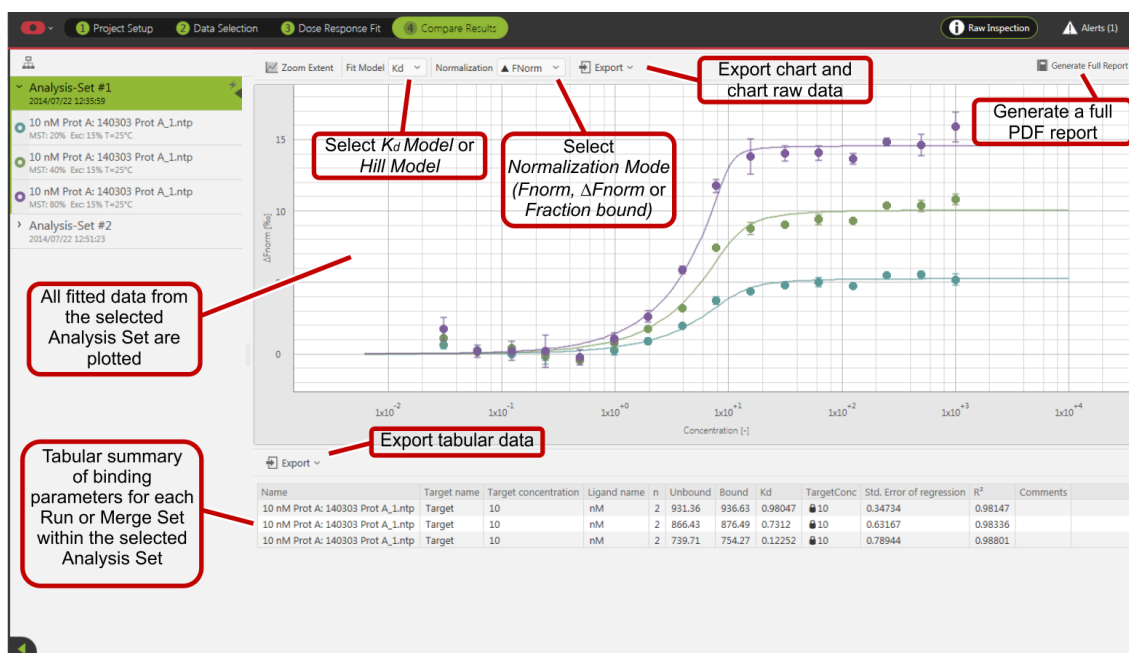 1 Project Setup 2 Data Selection 3 Dose Response Fit 4 Compare Results Raw Inspection Alerts (1)
Zoom Extent Fit Model Kd Normalization ▲ FNorm Export Generate Full Report
Analysis-Set #1
2014/07/22 12:35:59
10 nM Prot A: 140303 Prot A_1.ntp
MST: 20% Exc: 15% T=25°C
10 nM Prot A: 140303 Prot A_1.ntp
MST: 40% Exc: 15% T=25°C
10 nM Prot A: 140303 Prot A_1.ntp
MST: 80% Exc: 15% T=25°C
Analysis-Set #2
2014/07/22 12:51:23
Export chart and
chart raw data
Generate a full
PDF report
Select Kd Model or
Hill Model
Select
Normalization Mode
(Fnorm, ΔFnorm or
Fraction bound)
All fitted data from
the selected
Analysis Set are
plotted
15
10
0
ΔFnorm [‰]
1x10-2 1x10-1 1x10+0 1x10+1 1x10+2 1x10+3 1x10+4
Concentration [-]
Export tabular data
Export
Tabular summary
of binding
parameters for each
Run or Merge Set
within the selected
Analysis Set
Name Target name Target concentration Ligand name n Unbound Bound Kd TargetConc Std. Error of regression R² Comments
10 nM Prot A: 140303 Prot A_1.ntp Target 10 nM 2 931.36 936.63 0.98047 10 0.34734 0.98147
10 nM Prot A: 140303 Prot A_1.ntp Target 10 nM 2 866.43 876.49 0.7312 10 0.63167 0.98336
10 nM Prot A: 140303 Prot A_1.ntp Target 10 nM 2 739.71 754.27 0.12252 10 0.78944 0.98801